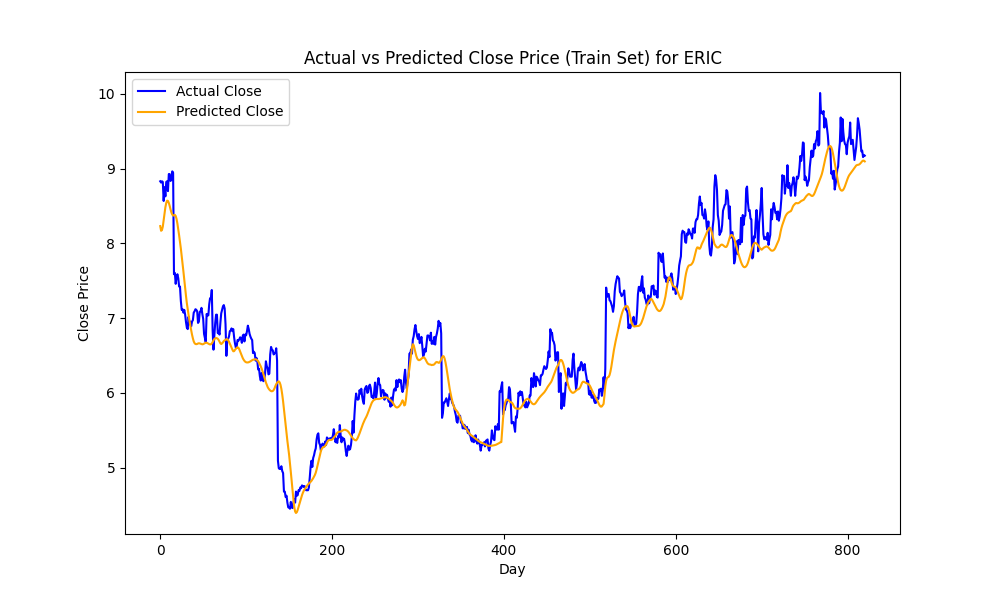 Actual vs Predicted Close Price (Train Set) for ERIC
Actual Close
Predicted Close
10
9
8
7
6
5
Close Price
0 200 400 600 800
Day